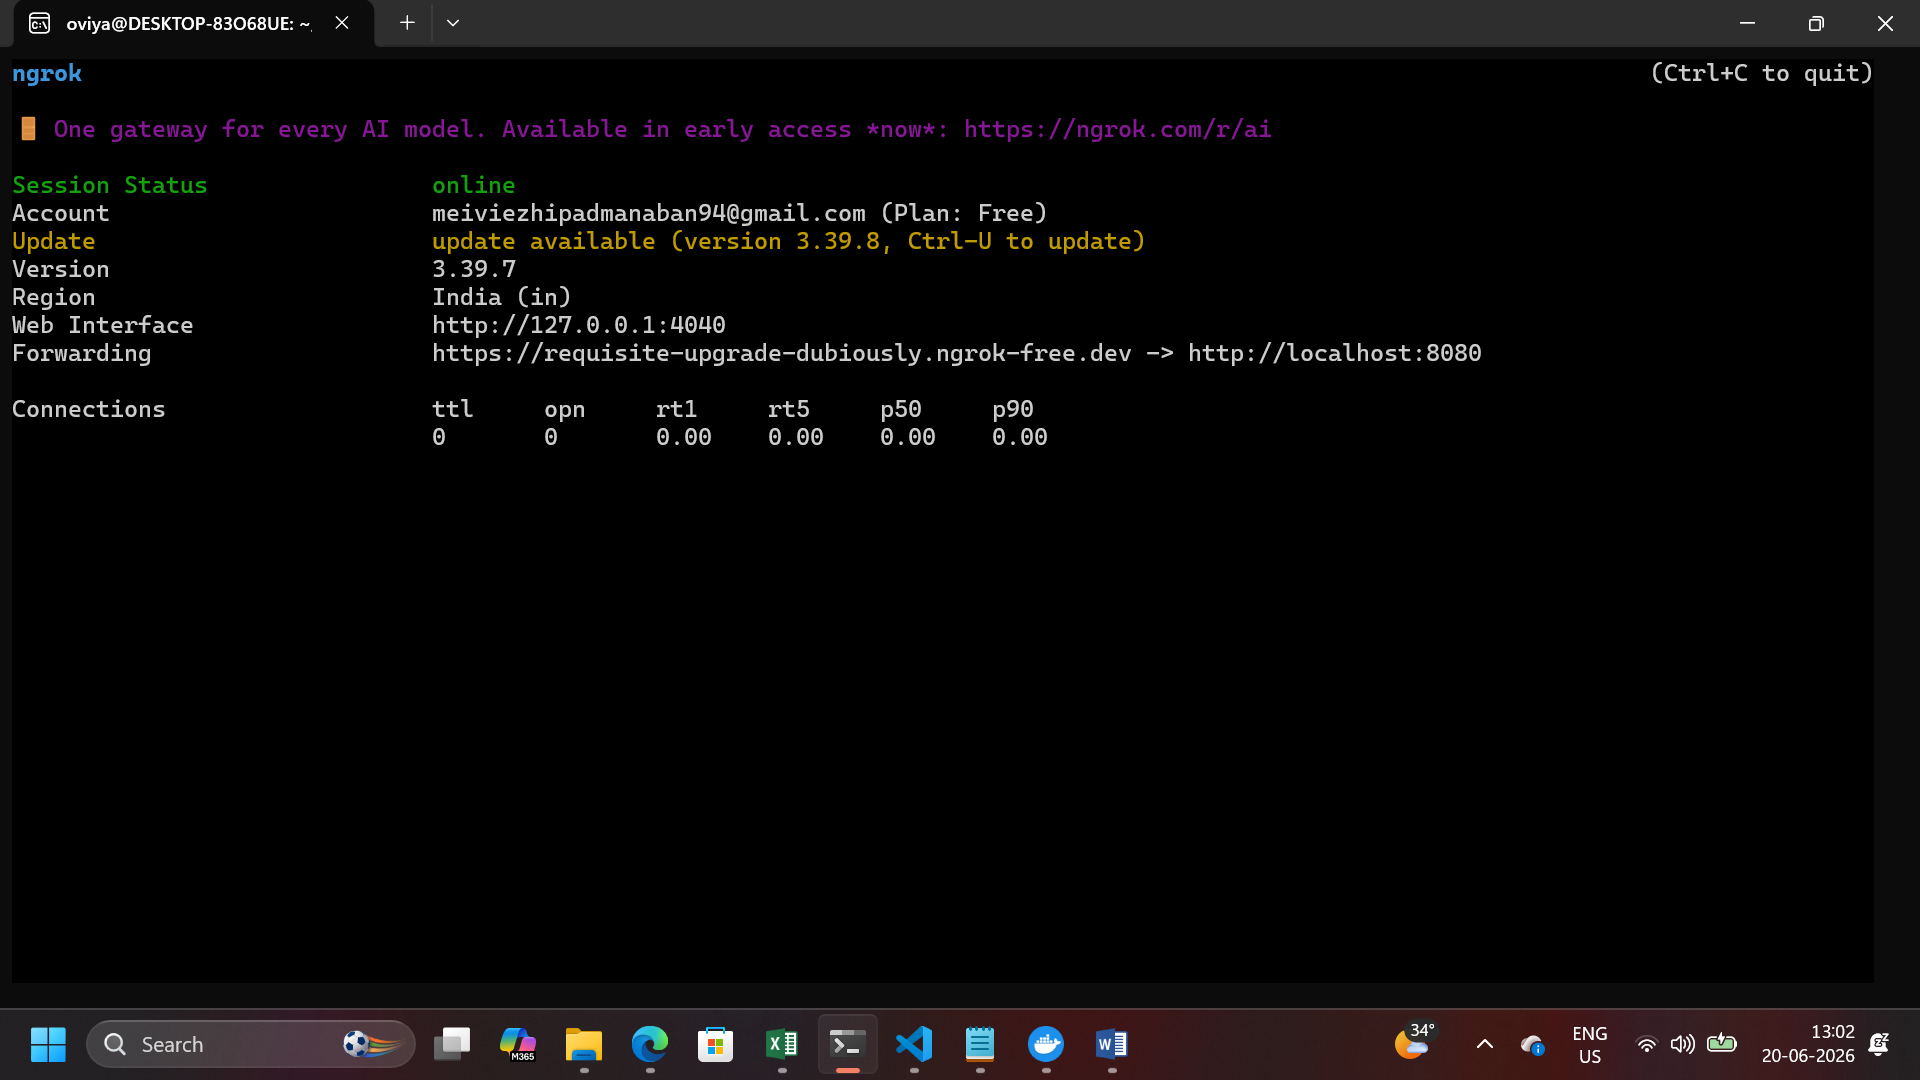 oviya@DESKTOP-83O68UE: ~
ngrok (Ctrl+C to quit)
One gateway for every AI model. Available in early access *now*: https://ngrok.com/r/ai
Session Status online
Account meiviezhipadmanaban94@gmail.com (Plan: Free)
Update update available (version 3.39.8, Ctrl-U to update)
Version 3.39.7
Region India (in)
Web Interface http://127.0.0.1:4040
Forwarding https://requisite-upgrade-dubiously.ngrok-free.dev -> http://localhost:8080
Connections ttl opn rt1 rt5 p50 p90
0 0 0.00 0.00 0.00 0.00
Search
M365
34°
ENG
US
13:02
20-06-2026